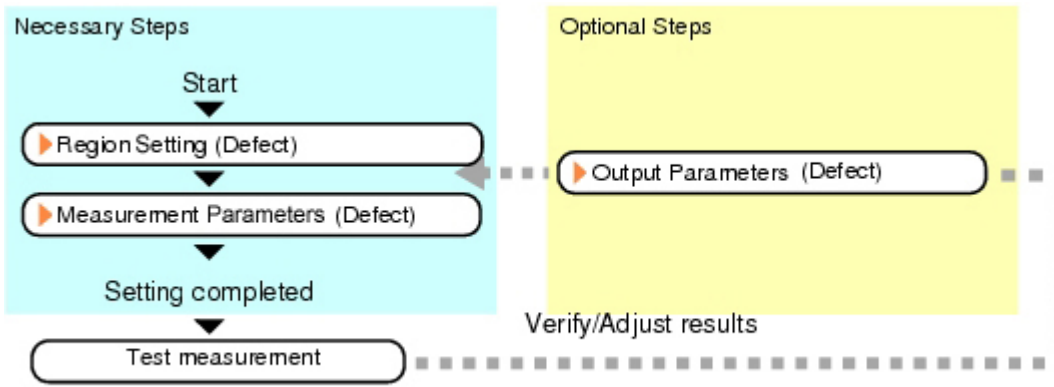 Necessary Steps
Start
Region Setting (Defect)
Measurement Parameters (Defect)
Setting completed
Test measurement
Optional Steps
Output Parameters (Defect)
Verify/Adjust results